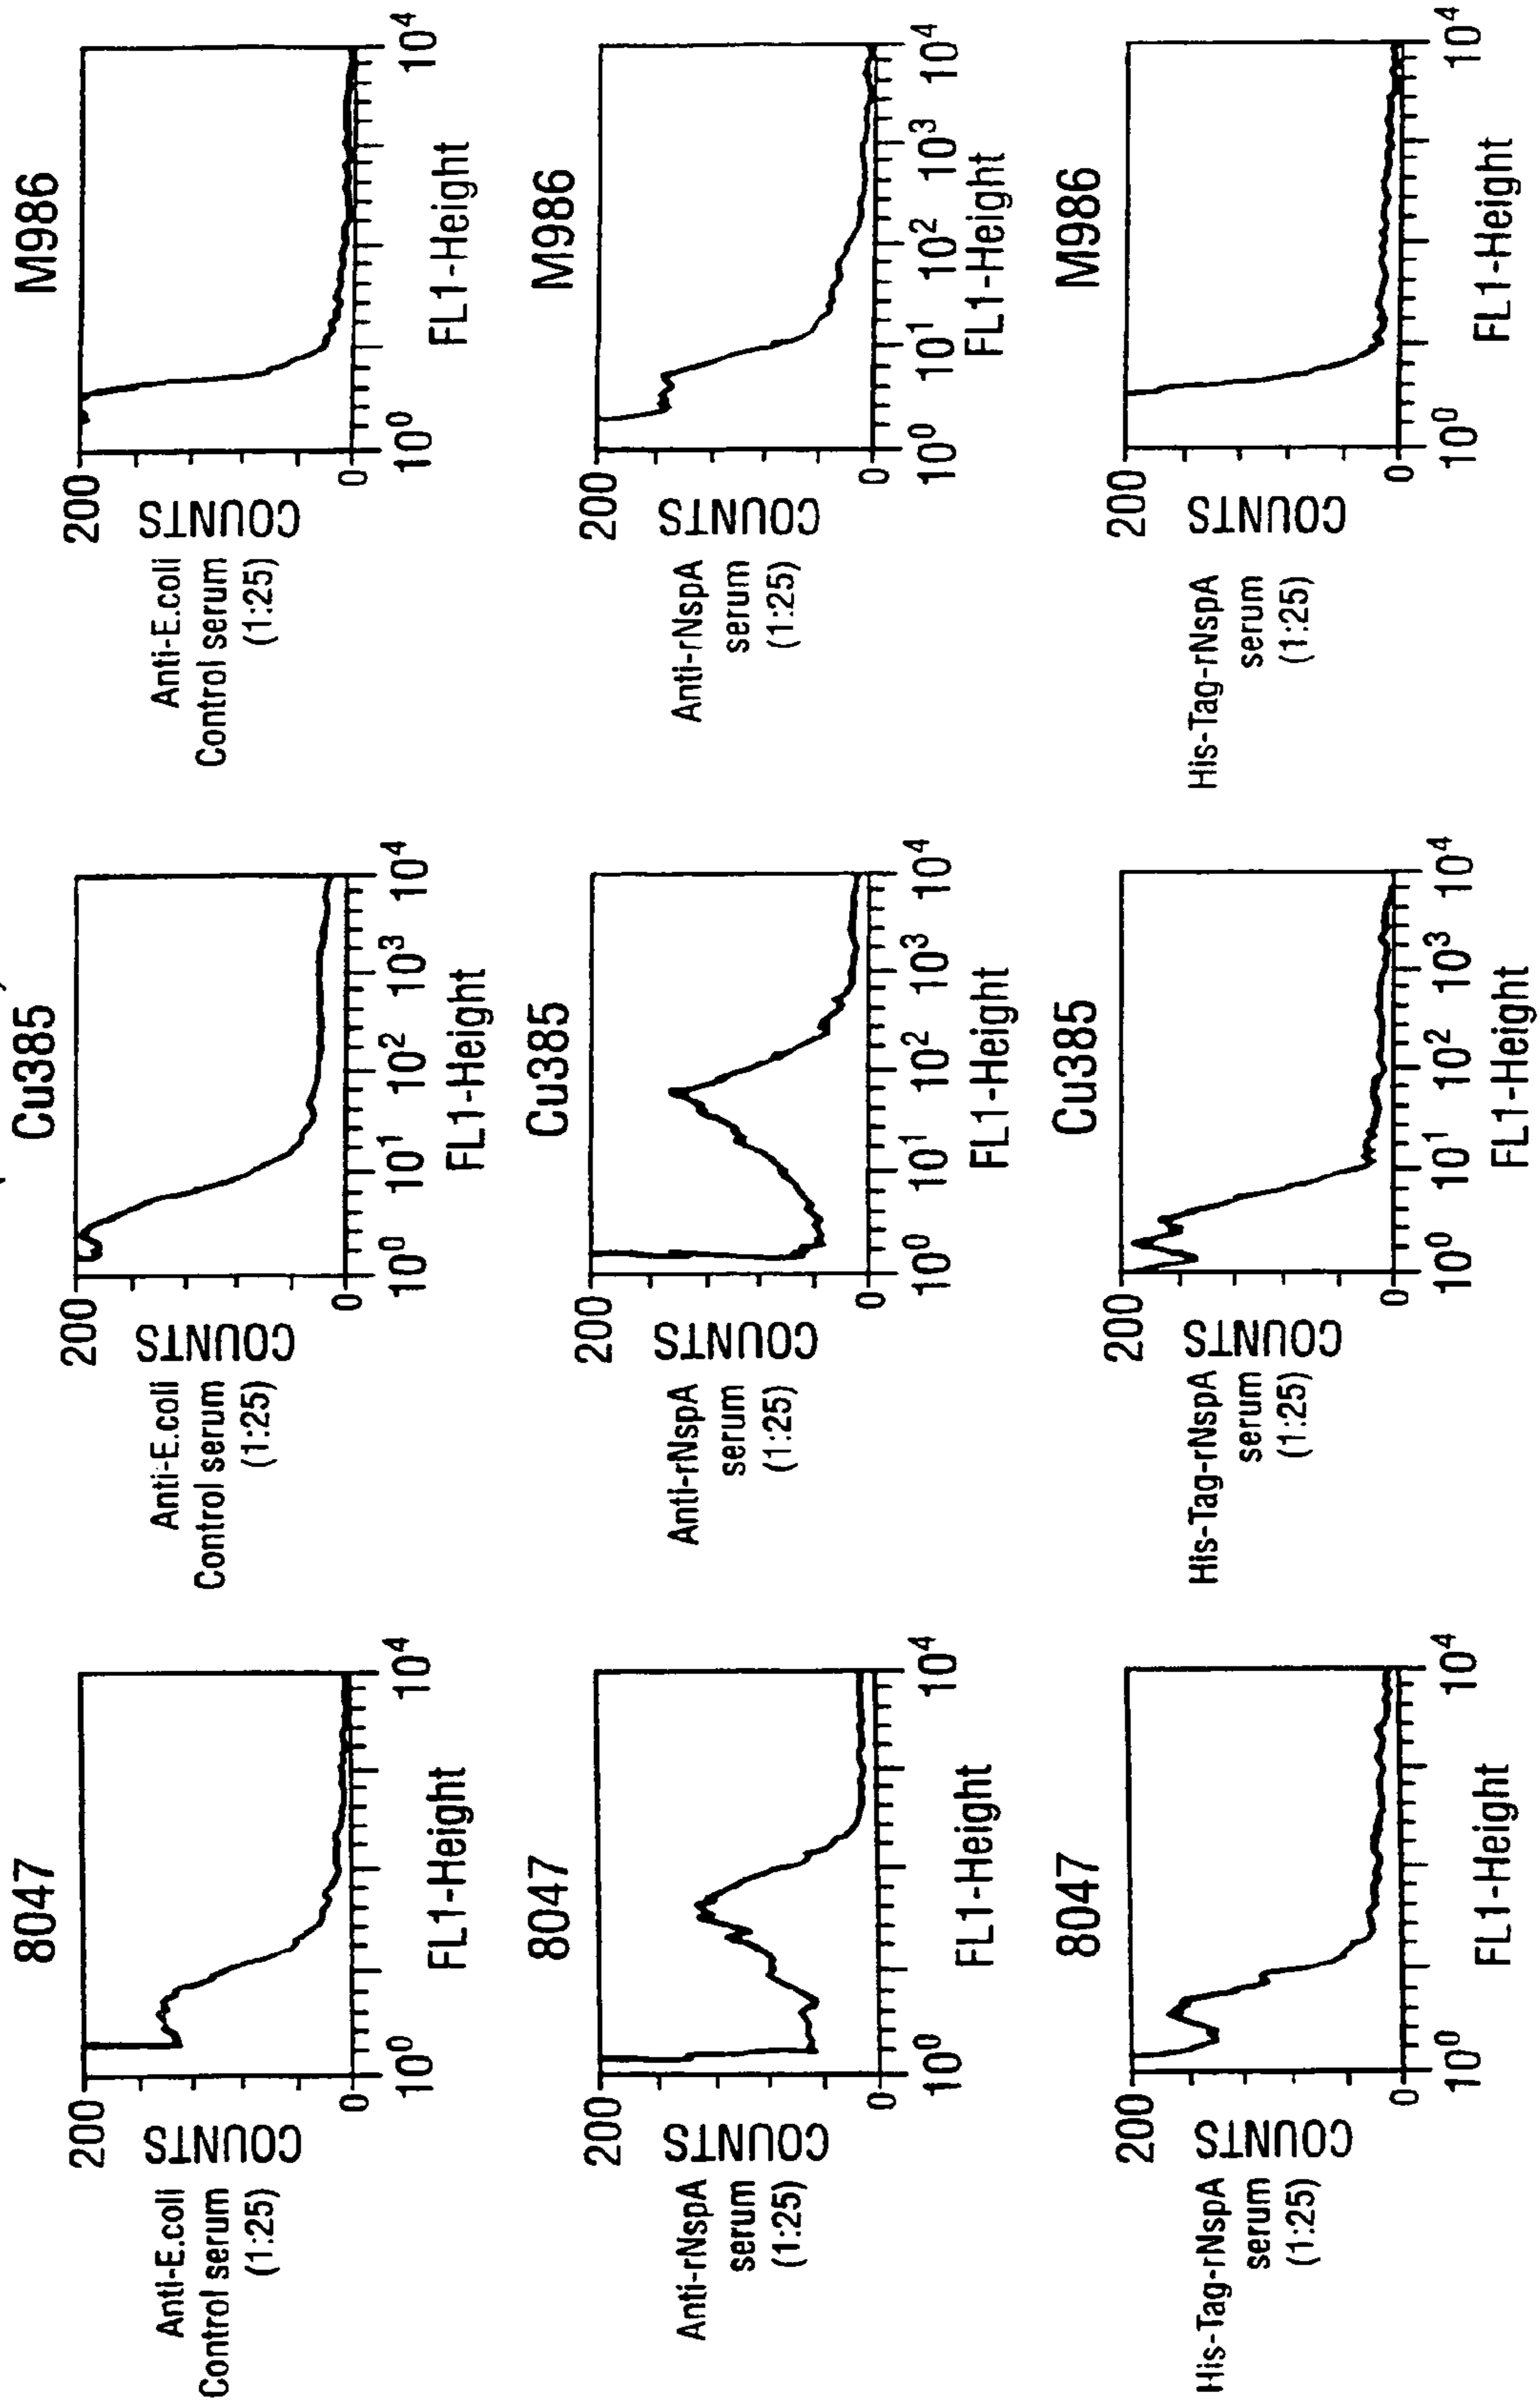 8047
Anti-E.coli
Control serum
(1:25)
COUNTS
200
0
10⁰ 10⁴
FL1-Height
Cu385
Anti-E.coli
Control serum
(1:25)
COUNTS
200
0
10⁰ 10¹ 10² 10³ 10⁴
FL1-Height
M986
Anti-E.coli
Control serum
(1:25)
COUNTS
200
0
10⁰ 10⁴
FL1-Height
8047
Anti-rNspA
serum
(1:25)
COUNTS
200
0
10⁰ 10⁴
FL1-Height
Cu385
Anti-rNspA
serum
(1:25)
COUNTS
200
0
10⁰ 10¹ 10² 10³ 10⁴
FL1-Height
M986
Anti-rNspA
serum
(1:25)
COUNTS
200
0
10⁰ 10¹ 10² 10³ 10⁴
FL1-Height
8047
His-Tag-rNspA
serum
(1:25)
COUNTS
200
0
10⁰ 10⁴
FL1-Height
Cu385
His-Tag-rNspA
serum
(1:25)
COUNTS
200
0
10⁰ 10¹ 10² 10³ 10⁴
FL1-Height
M986
His-Tag-rNspA
serum
(1:25)
COUNTS
200
0
10⁰ 10⁴
FL1-Height